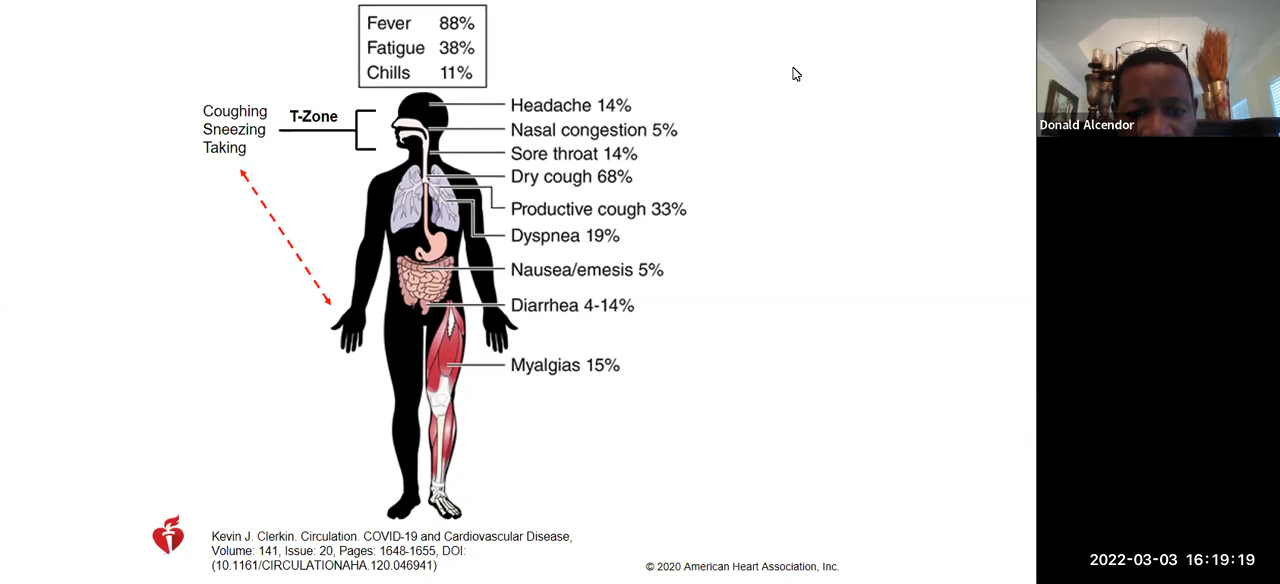 Fever 88%
Fatigue 38%
Chills 11%
Coughing
Sneezing
Taking
T-Zone
Headache 14%
Nasal congestion 5%
Sore throat 14%
Dry cough 68%
Productive cough 33%
Dyspnea 19%
Nausea/emesis 5%
Diarrhea 4-14%
Myalgias 15%
Kevin J. Clerkin. Circulation. COVID-19 and Cardiovascular Disease,
Volume: 141, Issue: 20, Pages: 1648-1655, DOI:
(10.1161/CIRCULATIONAHA.120.046941)
© 2020 American Heart Association, Inc.
Donald Alcendor
2022-03-03 16:19:19